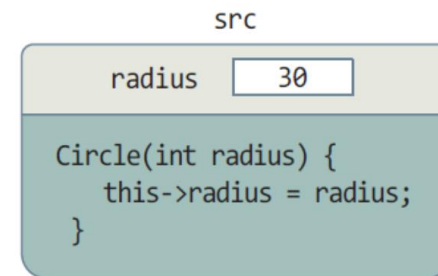 src
radius 30
Circle(int radius) {
this->radius = radius;
}